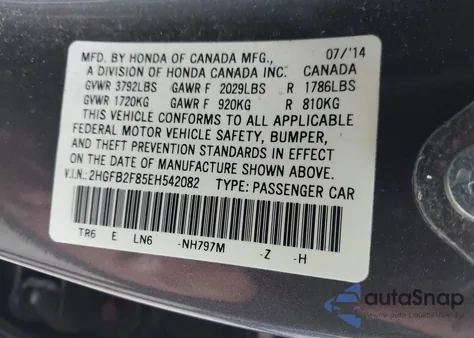 MFD. BY HONDA OF CANADA MFG., 07/'14
A DIVISION OF HONDA CANADA INC. CANADA
GVWR 3792LBS GAWR F 2029LBS R 1786LBS
GVWR 1720KG GAWR F 920KG R 810KG
THIS VEHICLE CONFORMS TO ALL APPLICABLE
FEDERAL MOTOR VEHICLE SAFETY, BUMPER,
AND THEFT PREVENTION STANDARDS IN EFFECT
ON THE DATE OF MANUFACTURE SHOWN ABOVE.
V.I.N.: 2HGFB2F85EH542082 TYPE: PASSENGER CAR
TR6 E LN6 -NH797M -Z -H
autoSnap